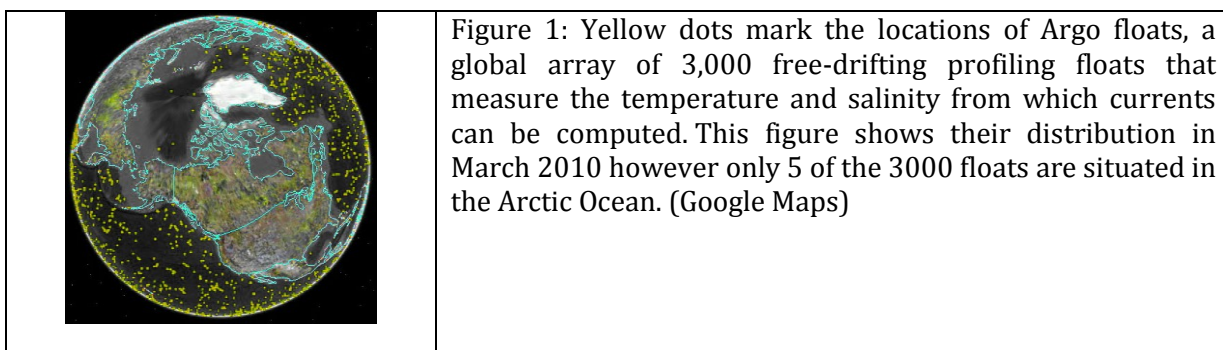 Figure 1: Yellow dots mark the locations of Argo floats, a
global array of 3,000 free-drifting profiling floats that
measure the temperature and salinity from which currents
can be computed. This figure shows their distribution in
March 2010 however only 5 of the 3000 floats are situated in
the Arctic Ocean. (Google Maps)